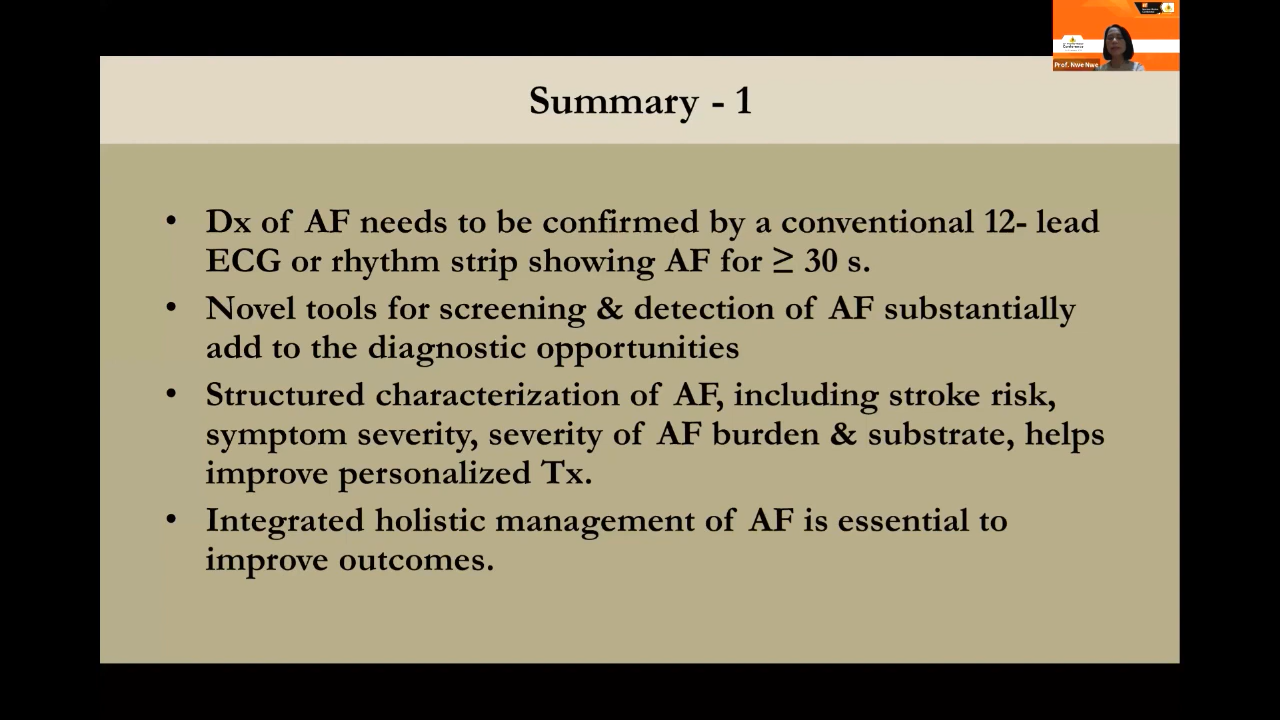 Conference
Prof. Nwe Nwe
Summary - 1
• Dx of AF needs to be confirmed by a conventional 12- lead
ECG or rhythm strip showing AF for ≥ 30 s.
• Novel tools for screening & detection of AF substantially
add to the diagnostic opportunities
• Structured characterization of AF, including stroke risk,
symptom severity, severity of AF burden & substrate, helps
improve personalized Tx.
• Integrated holistic management of AF is essential to
improve outcomes.